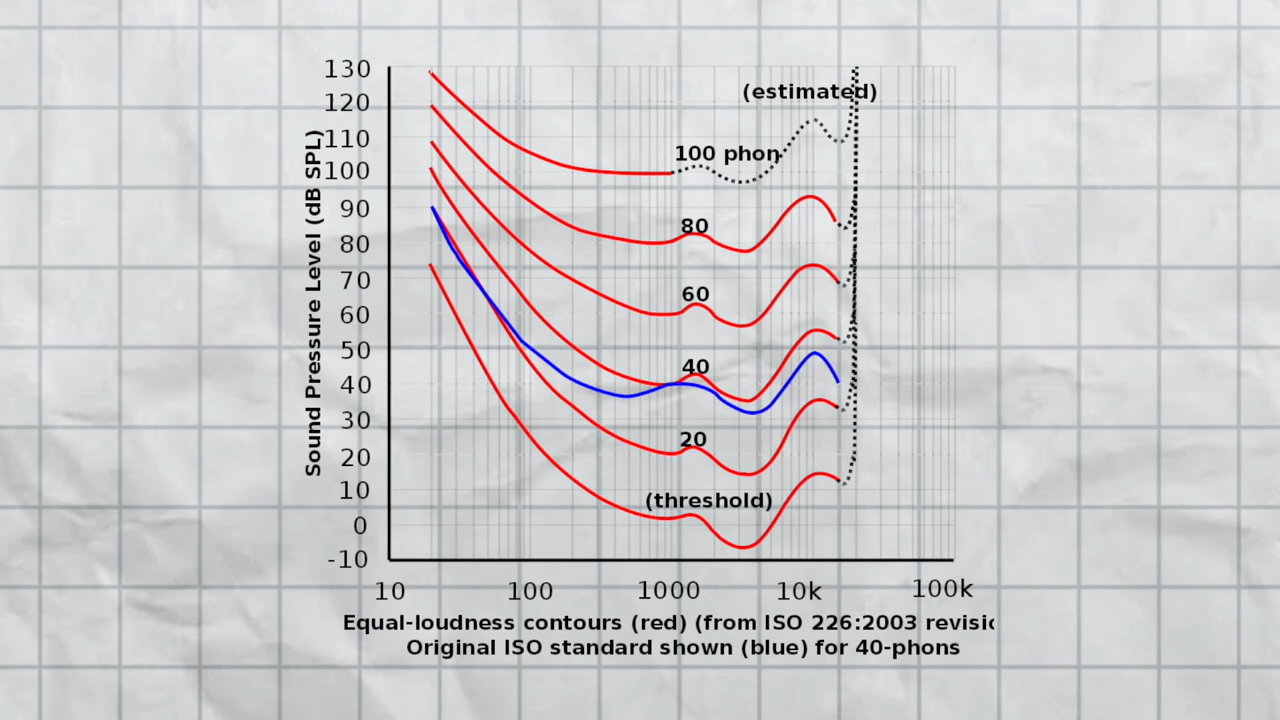 130
(estimated)
120
110
100 phon
100
90
80
80
70
60
60
50
40
40
30
20
20
10
(threshold)
0
-10
Sound Pressure Level (dB SPL)
10 100 1000 10k 100k
Equal-loudness contours (red) (from ISO 226:2003 revisic
Original ISO standard shown (blue) for 40-phons